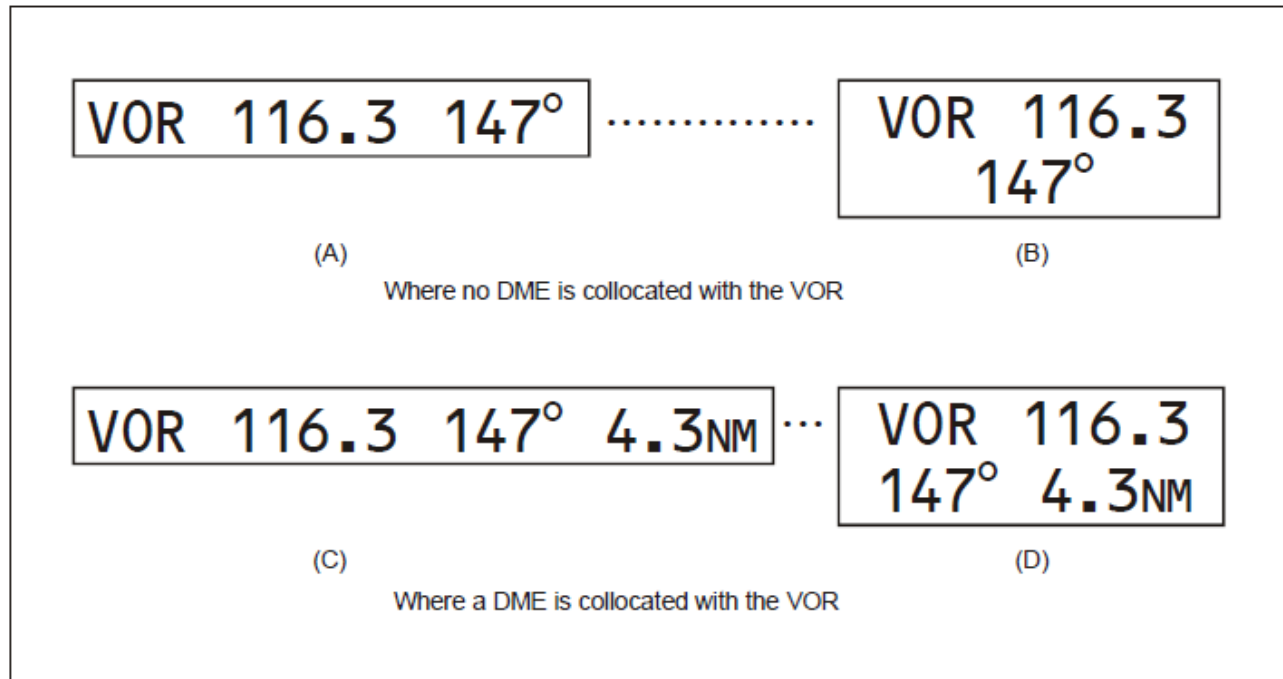 VOR 116.3 147° .............. VOR 116.3
147°
(A) (B)
Where no DME is collocated with the VOR
VOR 116.3 147° 4.3NM ... VOR 116.3
147° 4.3NM
(C) (D)
Where a DME is collocated with the VOR